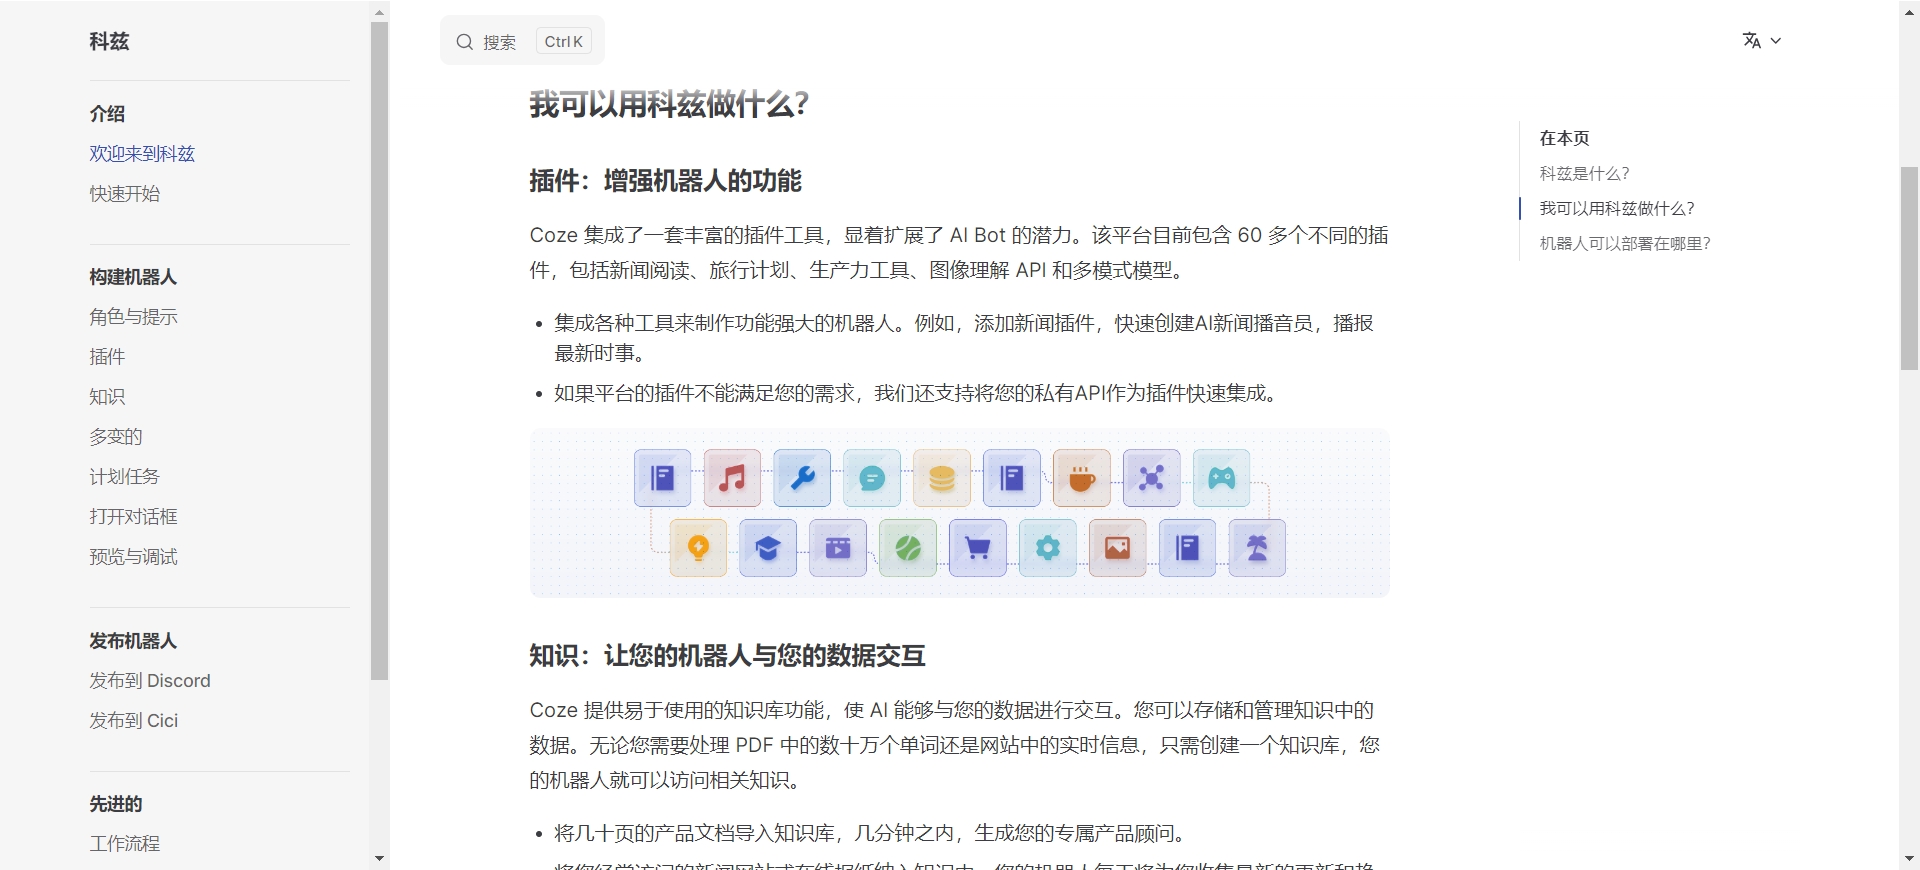 科兹
介绍
欢迎来到科兹
快速开始
构建机器人
角色与提示
插件
知识
多变的
计划任务
打开对话框
预览与调试
发布机器人
发布到 Discord
发布到 Cici
先进的
工作流程
搜索 Ctrl K
我可以用科兹做什么？
插件：增强机器人的功能
Coze 集成了一套丰富的插件工具，显着扩展了 AI Bot 的潜力。该平台目前包含 60 多个不同的插
件，包括新闻阅读、旅行计划、生产力工具、图像理解 API 和多模式模型。
集成各种工具来制作功能强大的机器人。例如，添加新闻插件，快速创建AI新闻播音员，播报
最新时事。
如果平台的插件不能满足您的需求，我们还支持将您的私有API作为插件快速集成。
知识：让您的机器人与您的数据交互
Coze 提供易于使用的知识库功能，使 AI 能够与您的数据进行交互。您可以存储和管理知识中的
数据。无论您需要处理 PDF 中的数十万个单词还是网站中的实时信息，只需创建一个知识库，您
的机器人就可以访问相关知识。
将几十页的产品文档导入知识库，几分钟之内，生成您的专属产品顾问。
在本页
科兹是什么？
我可以用科兹做什么？
机器人可以部署在哪里？